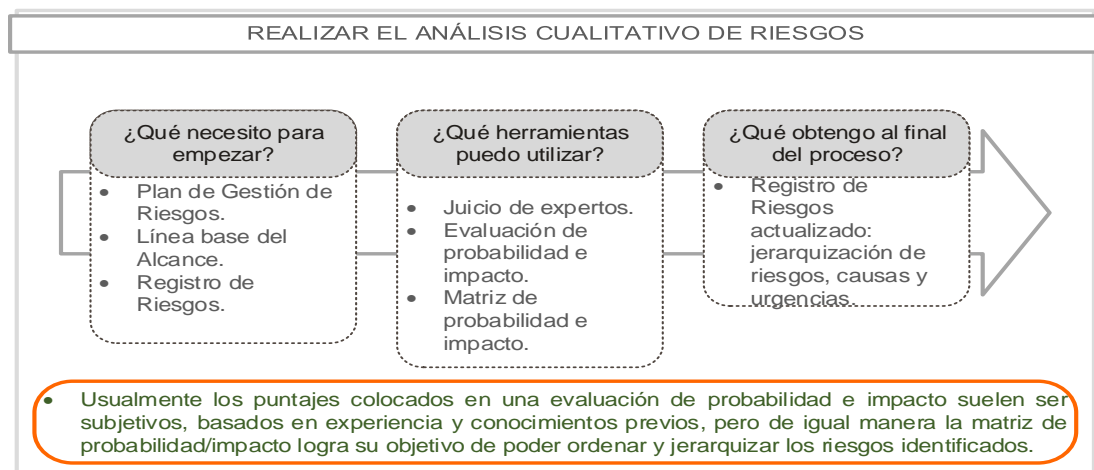 REALIZAR EL ANÁLISIS CUALITATIVO DE RIESGOS
¿Qué necesito para
empezar?
• Plan de Gestión de
Riesgos.
• Línea base del
Alcance.
• Registro de
Riesgos.
¿Qué herramientas
puedo utilizar?
• Juicio de expertos.
• Evaluación de
probabilidad e
impacto.
• Matriz de
probabilidad e
impacto.
¿Qué obtengo al final
del proceso?
• Registro de
Riesgos
actualizado:
jerarquización de
riesgos, causas y
urgencias.
• Usualmente los puntajes colocados en una evaluación de probabilidad e impacto suelen ser
subjetivos, basados en experiencia y conocimientos previos, pero de igual manera la matriz de
probabilidad/impacto logra su objetivo de poder ordenar y jerarquizar los riesgos identificados.